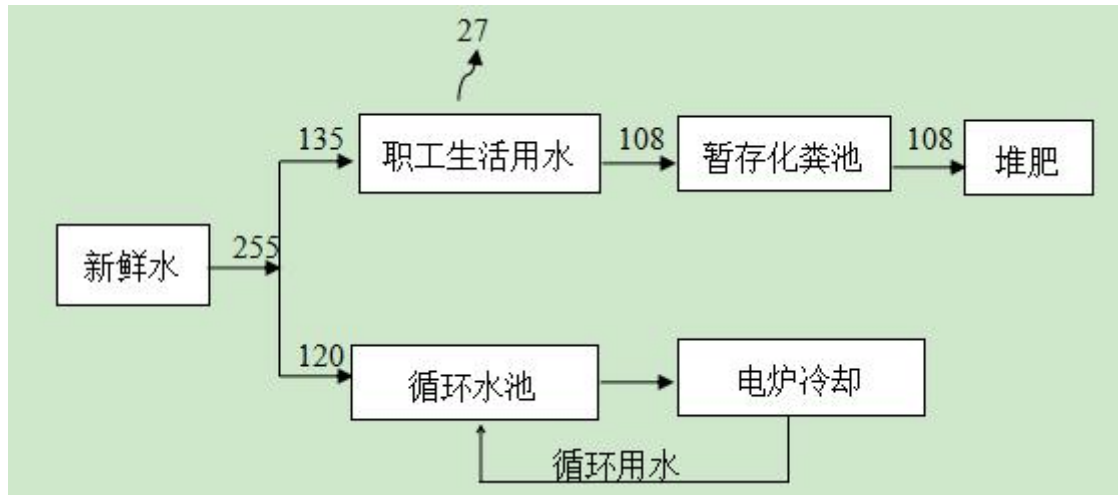 27
135
职工生活用水
108
暂存化粪池
108
堆肥
新鲜水
255
120
循环水池
电炉冷却
循环用水